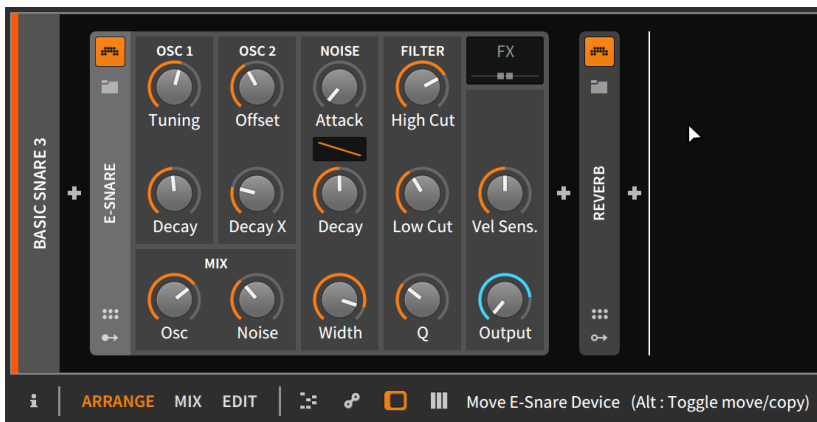 BASIC SNARE 3
E-SNARE
OSC 1 OSC 2 NOISE FILTER FX
Tuning Offset Attack High Cut
Decay Decay X Decay Low Cut Vel Sens.
MIX
Osc Noise Width Q Output
REVERB
i ARRANGE MIX EDIT Move E-Snare Device (Alt : Toggle move/copy)